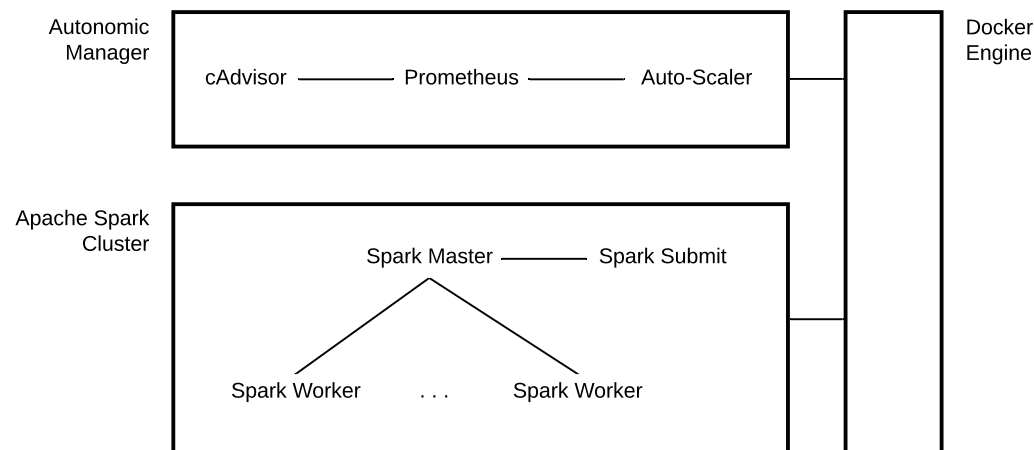 Autonomic
Manager
cAdvisor
Prometheus
Auto-Scaler
Docker
Engine
Apache Spark
Cluster
Spark Master
Spark Submit
Spark Worker
. . .
Spark Worker